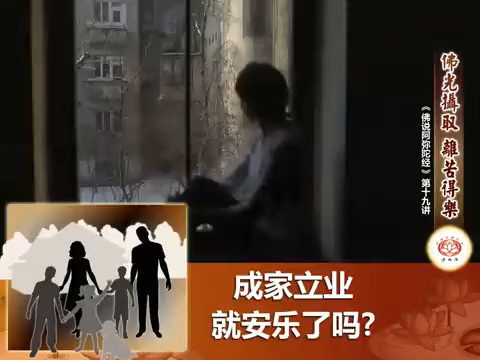 佛光攝取 離苦得樂
《佛说阿弥陀经》第十九讲
成家立业
就安乐了吗?